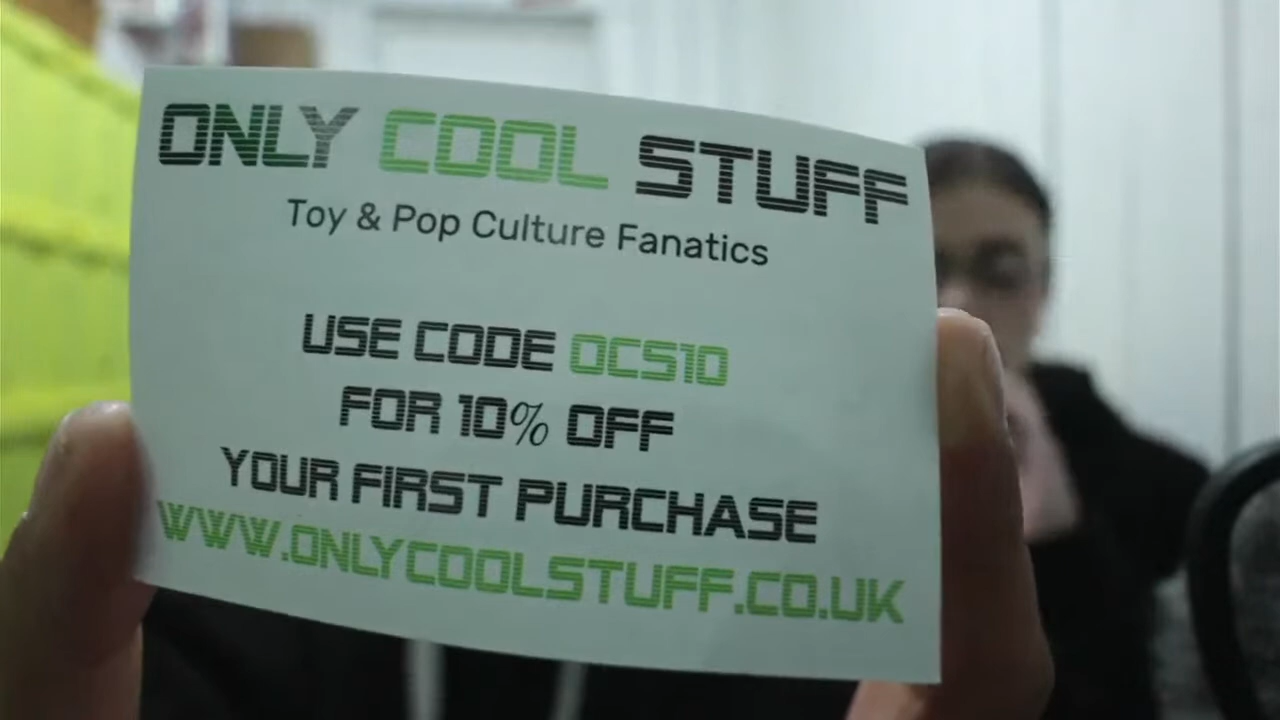 ONLY COOL STUFF
Toy & Pop Culture Fanatics
USE CODE OCS10
FOR 10% OFF
YOUR FIRST PURCHASE
WWW.ONLYCOOLSTUFF.CO.UK